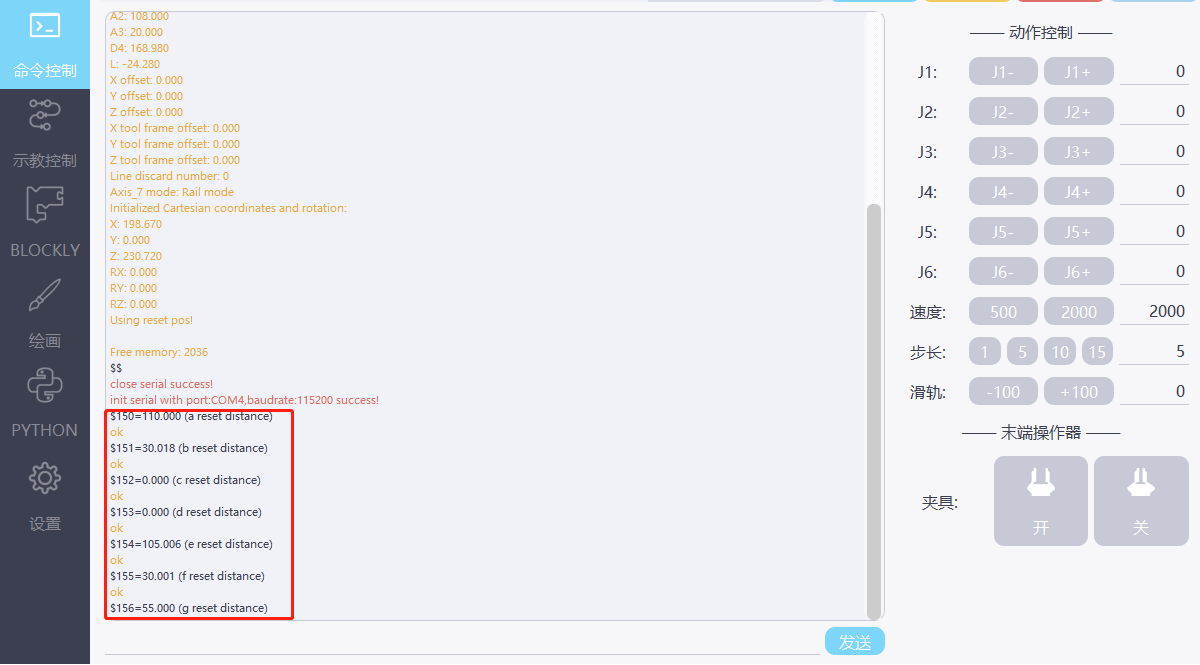 命令控制
示教控制
BLOCKLY
绘画
PYTHON
设置
A2: 108.000
A3: 20.000
D4: 168.980
L: -24.280
X offset: 0.000
Y offset: 0.000
Z offset: 0.000
X tool frame offset: 0.000
Y tool frame offset: 0.000
Z tool frame offset: 0.000
Line discard number: 0
Axis_7 mode: Rail mode
Initialized Cartesian coordinates and rotation:
X: 198.670
Y: 0.000
Z: 230.720
RX: 0.000
RY: 0.000
RZ: 0.000
Using reset pos!
Free memory: 2036
$$
close serial success!
init serial with port:COM4,baudrate:115200 success!
$150=110.000 (a reset distance)
ok
$151=30.018 (b reset distance)
ok
$152=0.000 (c reset distance)
ok
$153=0.000 (d reset distance)
ok
$154=105.006 (e reset distance)
ok
$155=30.001 (f reset distance)
ok
$156=55.000 (g reset distance)
发送
动作控制
J1: J1- J1+ 0
J2: J2- J2+ 0
J3: J3- J3+ 0
J4: J4- J4+ 0
J5: J5- J5+ 0
J6: J6- J6+ 0
速度: 500 2000 2000
步长: 1 5 10 15 5
滑轨: -100 +100 0
末端操作器
夹具: 开 关